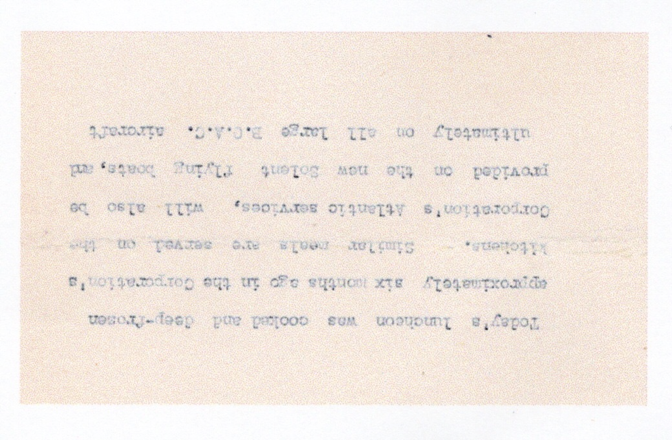 Today's luncheon was cooked and deep-frozen
approximately six months ago in the Corporation's
kitchens. Similar meals are served on the
Corporation's Atlantic services, will also be
provided on the new Solent flying boats, and
ultimately on all large B.O.A.C. aircraft